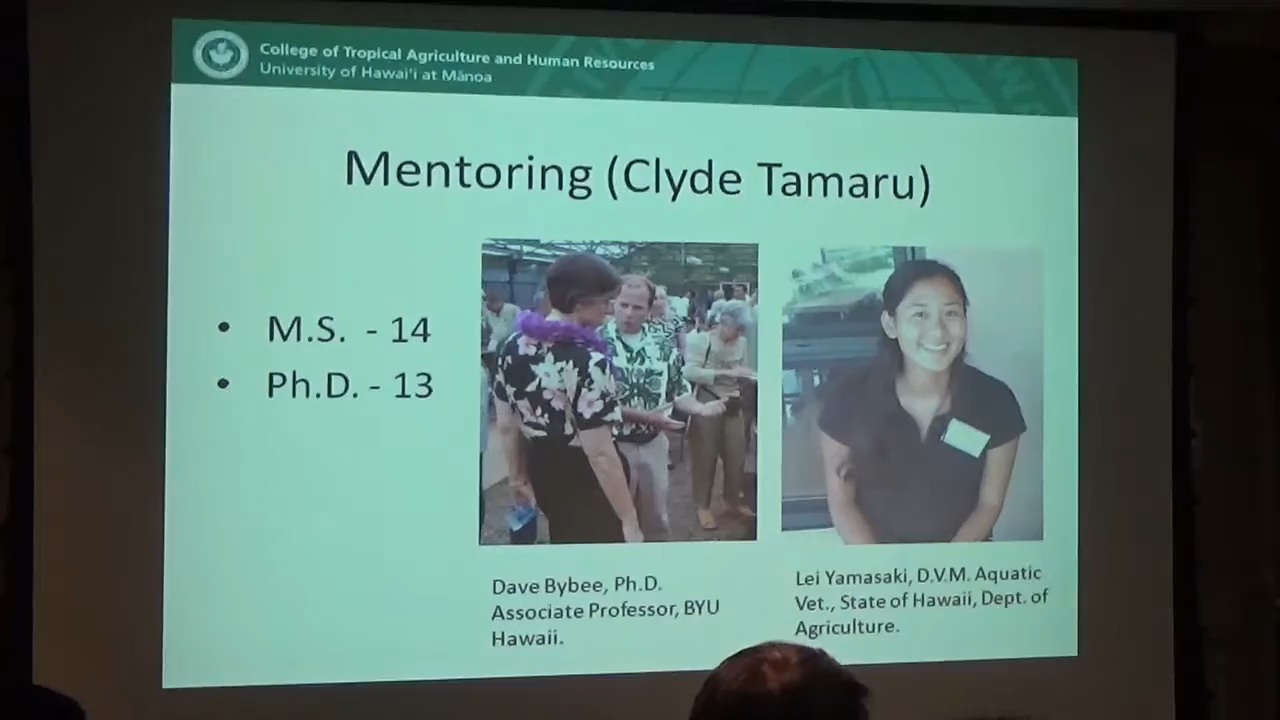 College of Tropical Agriculture and Human Resources
University of Hawai'i at Mānoa
Mentoring (Clyde Tamaru)
• M.S. - 14
• Ph.D. - 13
Dave Bybee, Ph.D.
Associate Professor, BYU
Hawaii.
Lei Yamasaki, D.V.M. Aquatic
Vet., State of Hawaii, Dept. of
Agriculture.